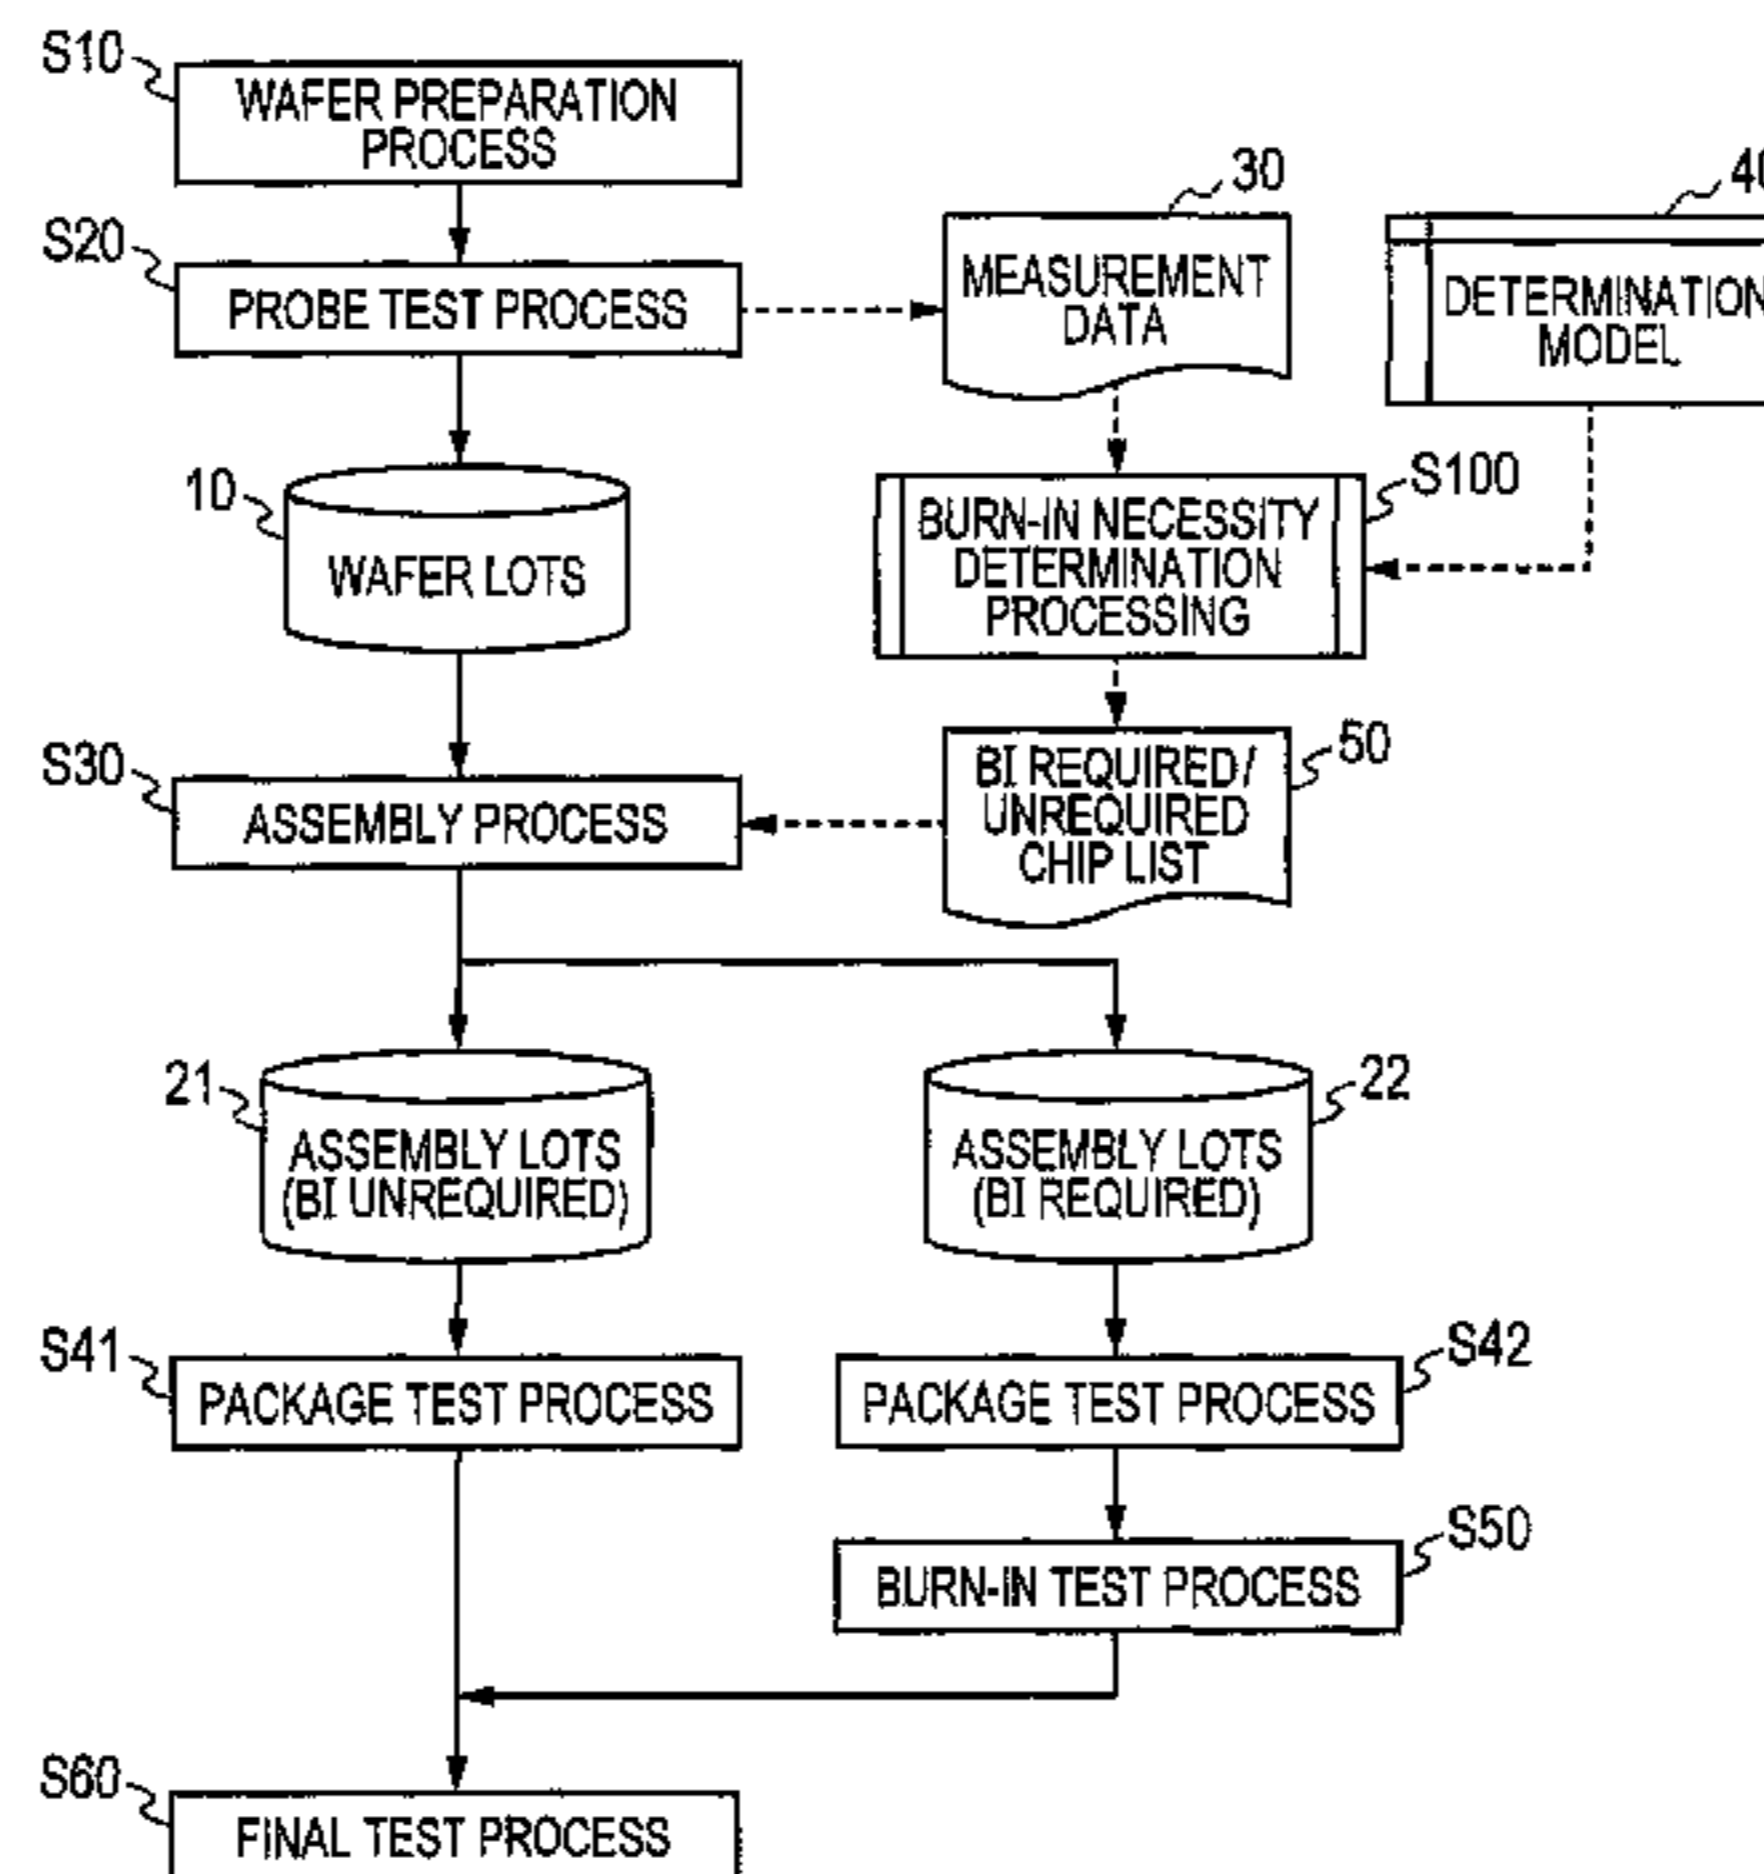 S10
WAFER PREPARATION
PROCESS
S20
PROBE TEST PROCESS
30
MEASUREMENT
DATA
DETERMINATION
MODEL
10
WAFER LOTS
S100
BURN-IN NECESSITY
DETERMINATION
PROCESSING
S30
ASSEMBLY PROCESS
50
BI REQUIRED/
UNREQUIRED
CHIP LIST
21
ASSEMBLY LOTS
(BI UNREQUIRED)
22
ASSEMBLY LOTS
(BI REQUIRED)
S41
PACKAGE TEST PROCESS
S42
PACKAGE TEST PROCESS
S50
BURN-IN TEST PROCESS
S60
FINAL TEST PROCESS